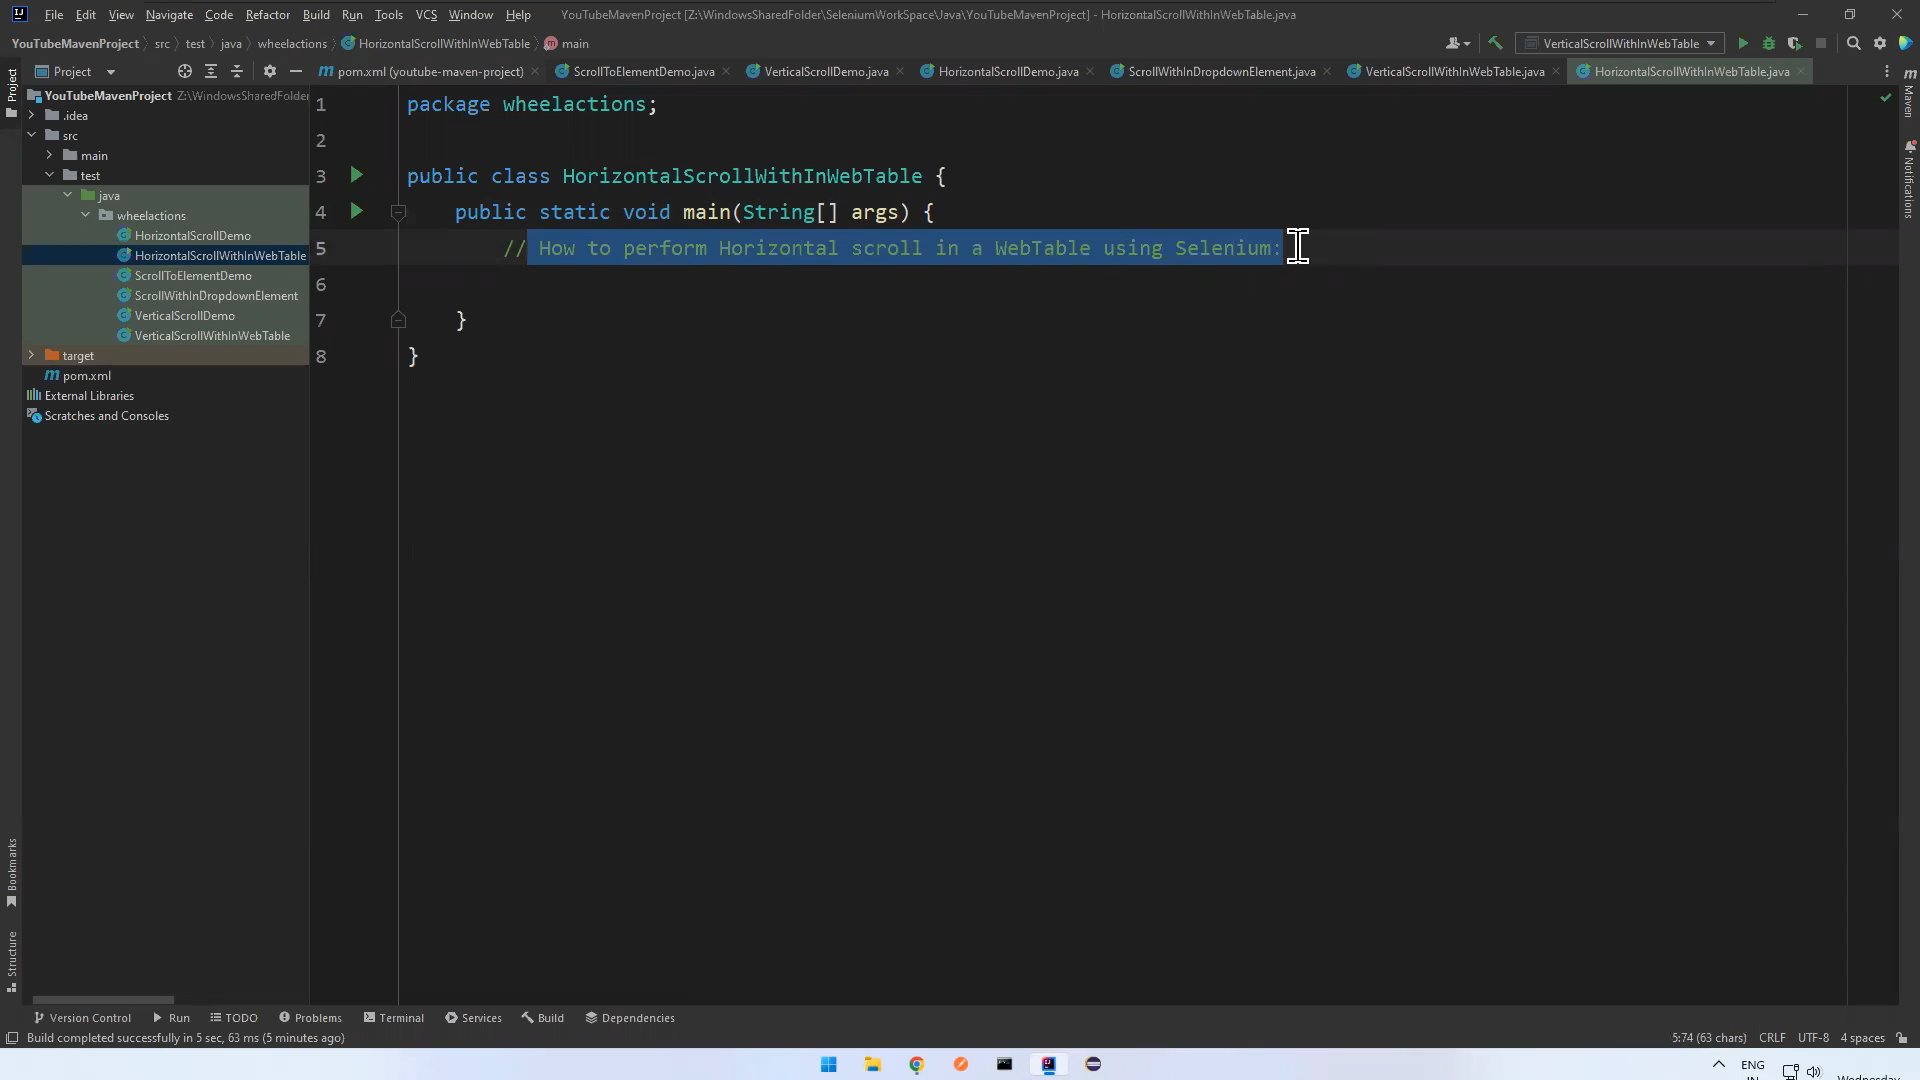 File Edit View Navigate Code Refactor Build Run Tools VCS Window Help YouTubeMavenProject [Z:\WindowsSharedFolder\SeleniumWorkSpace\Java\YouTubeMavenProject] - HorizontalScrollWithInWebTable.java
YouTubeMavenProject src test java wheelactions HorizontalScrollWithInWebTable main VerticalScrollWithInWebTable
Project pom.xml (youtube-maven-project) ScrollToElementDemo.java VerticalScrollDemo.java HorizontalScrollDemo.java ScrollWithInDropdownElement.java VerticalScrollWithInWebTable.java HorizontalScrollWithInWebTable.java
Project
Maven
Notifications
YouTubeMavenProject Z:\WindowsSharedFolder
.idea
src
main
test
java
wheelactions
HorizontalScrollDemo
HorizontalScrollWithInWebTable
ScrollToElementDemo
ScrollWithInDropdownElement
VerticalScrollDemo
VerticalScrollWithInWebTable
target
pom.xml
External Libraries
Scratches and Consoles
1 package wheelactions;
2
3 public class HorizontalScrollWithInWebTable {
4 public static void main(String[] args) {
5 // How to perform Horizontal scroll in a WebTable using Selenium:
6
7 }
8 }
Bookmarks
Structure
Version Control Run TODO Problems Terminal Services Build Dependencies
Build completed successfully in 5 sec, 63 ms (5 minutes ago) 5:74 (63 chars) CRLF UTF-8 4 spaces
ENG
Wednesday